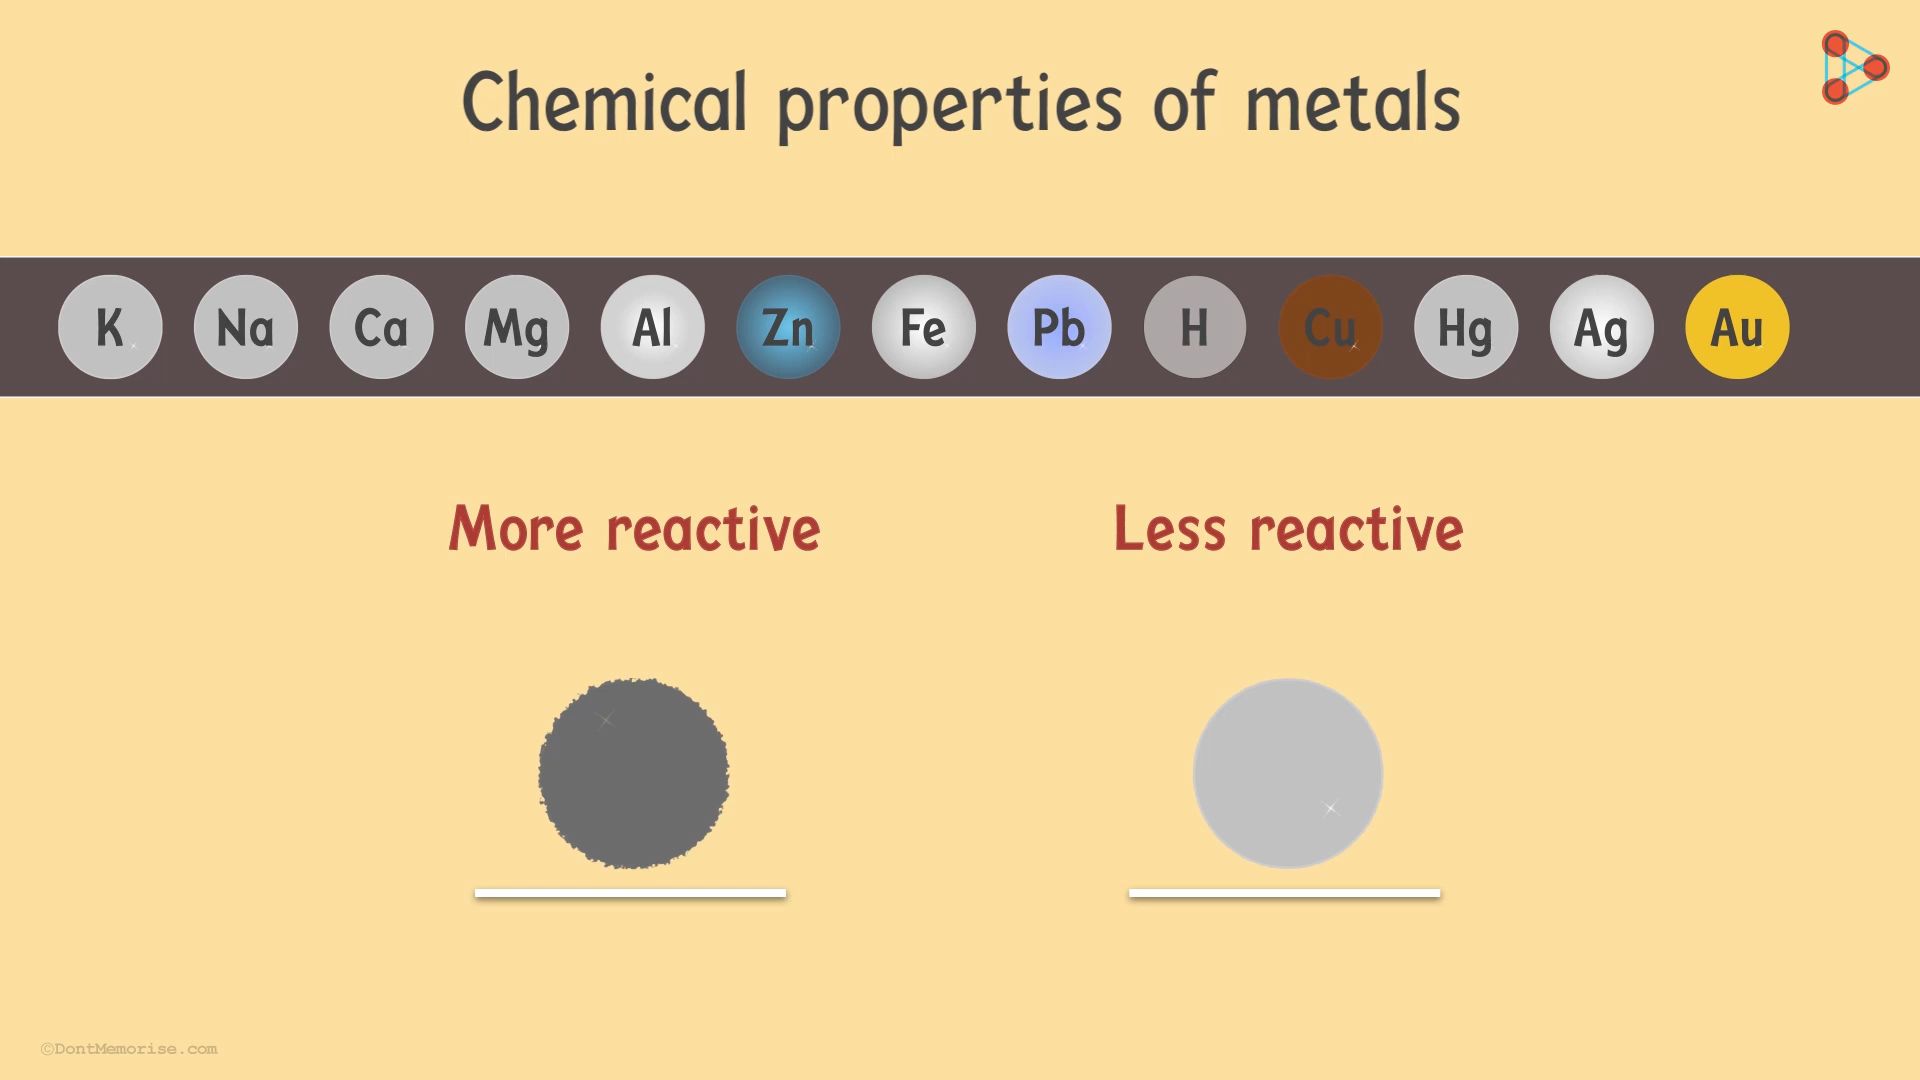 Chemical properties of metals
K Na Ca Mg Al Zn Fe Pb H Cu Hg Ag Au
More reactive Less reactive
©DontMemorise.com